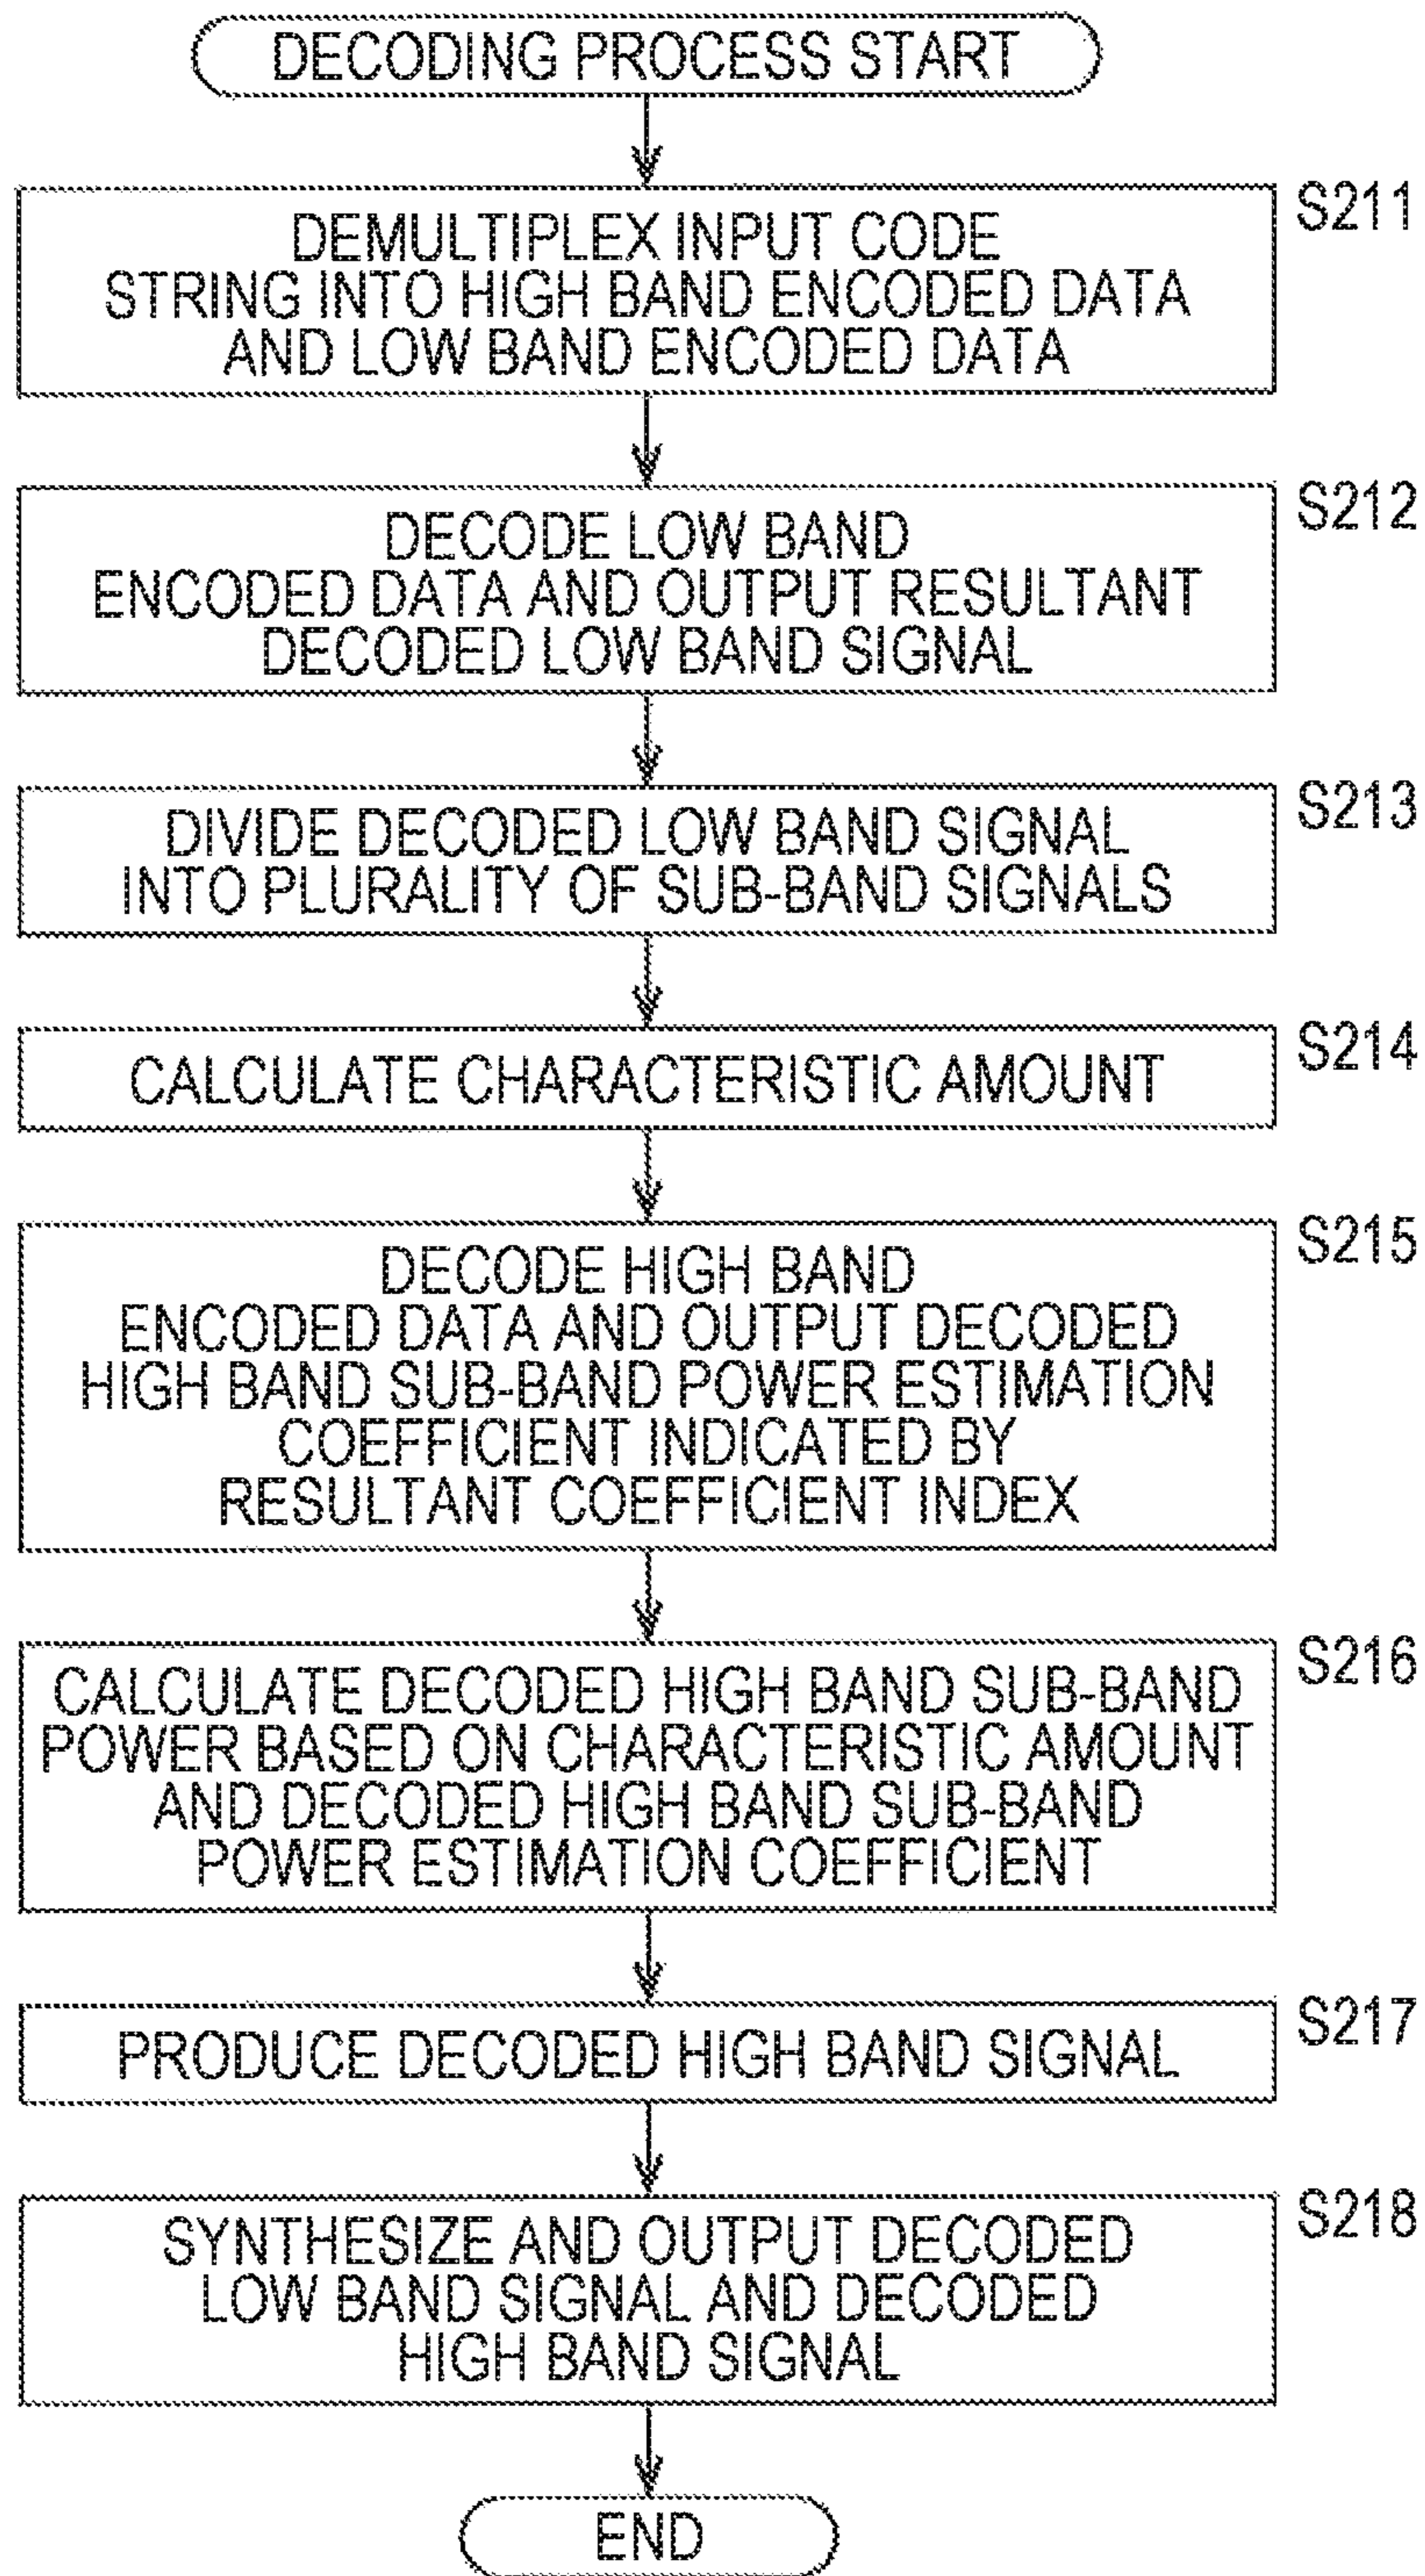 DECODING PROCESS START
S211
DEMULTIPLEX INPUT CODE
STRING INTO HIGH BAND ENCODED DATA
AND LOW BAND ENCODED DATA
S212
DECODE LOW BAND
ENCODED DATA AND OUTPUT RESULTANT
DECODED LOW BAND SIGNAL
S213
DIVIDE DECODED LOW BAND SIGNAL
INTO PLURALITY OF SUB-BAND SIGNALS
S214
CALCULATE CHARACTERISTIC AMOUNT
S215
DECODE HIGH BAND
ENCODED DATA AND OUTPUT DECODED
HIGH BAND SUB-BAND POWER ESTIMATION
COEFFICIENT INDICATED BY
RESULTANT COEFFICIENT INDEX
S216
CALCULATE DECODED HIGH BAND SUB-BAND
POWER BASED ON CHARACTERISTIC AMOUNT
AND DECODED HIGH BAND SUB-BAND
POWER ESTIMATION COEFFICIENT
S217
PRODUCE DECODED HIGH BAND SIGNAL
S218
SYNTHESIZE AND OUTPUT DECODED
LOW BAND SIGNAL AND DECODED
HIGH BAND SIGNAL
END